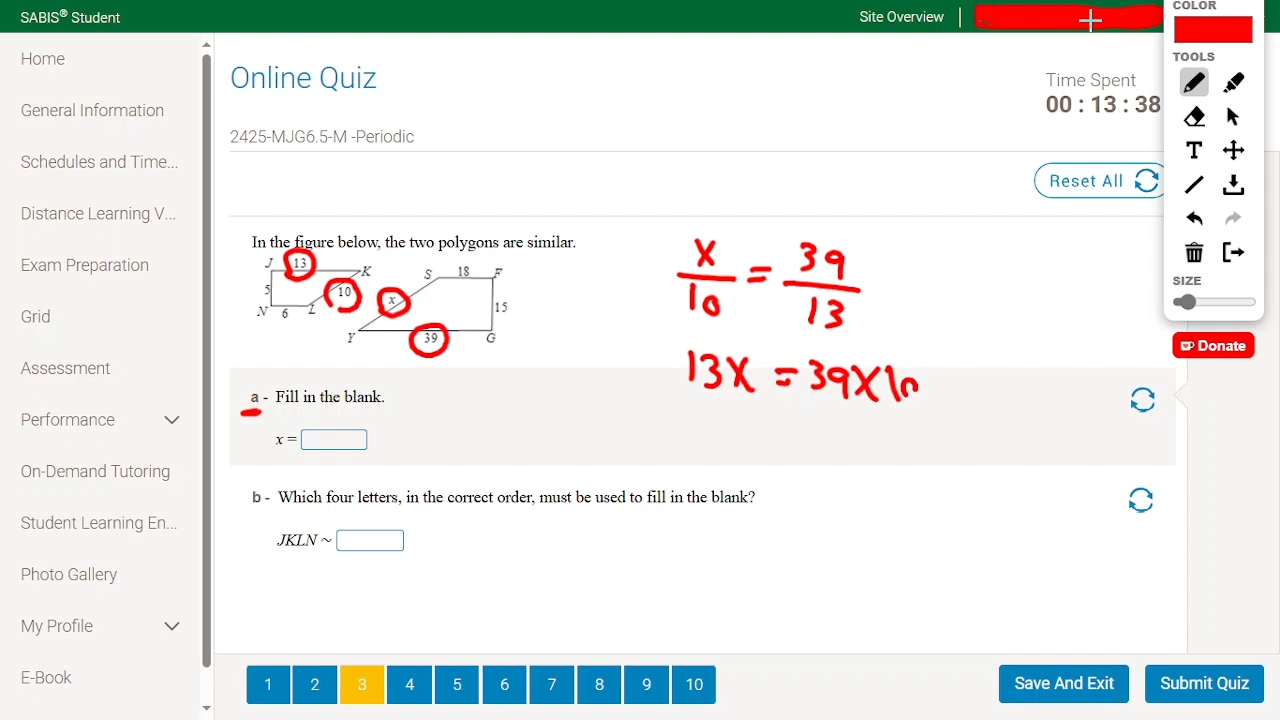 SABIS® Student
Site Overview
COLOR
TOOLS
SIZE
Donate
Home
General Information
Schedules and Time...
Distance Learning V...
Exam Preparation
Grid
Assessment
Performance
On-Demand Tutoring
Student Learning En...
Photo Gallery
My Profile
E-Book
Online Quiz
Time Spent
00 : 13 : 38
2425-MJG6.5-M -Periodic
Reset All
In the figure below, the two polygons are similar.
J 13 K
5 10
N 6 L
S 18 F
x 15
Y 39 G
x/10 = 39/13
13x = 39x10
a - Fill in the blank.
x =
b - Which four letters, in the correct order, must be used to fill in the blank?
JKLN ~
1 2 3 4 5 6 7 8 9 10
Save And Exit
Submit Quiz